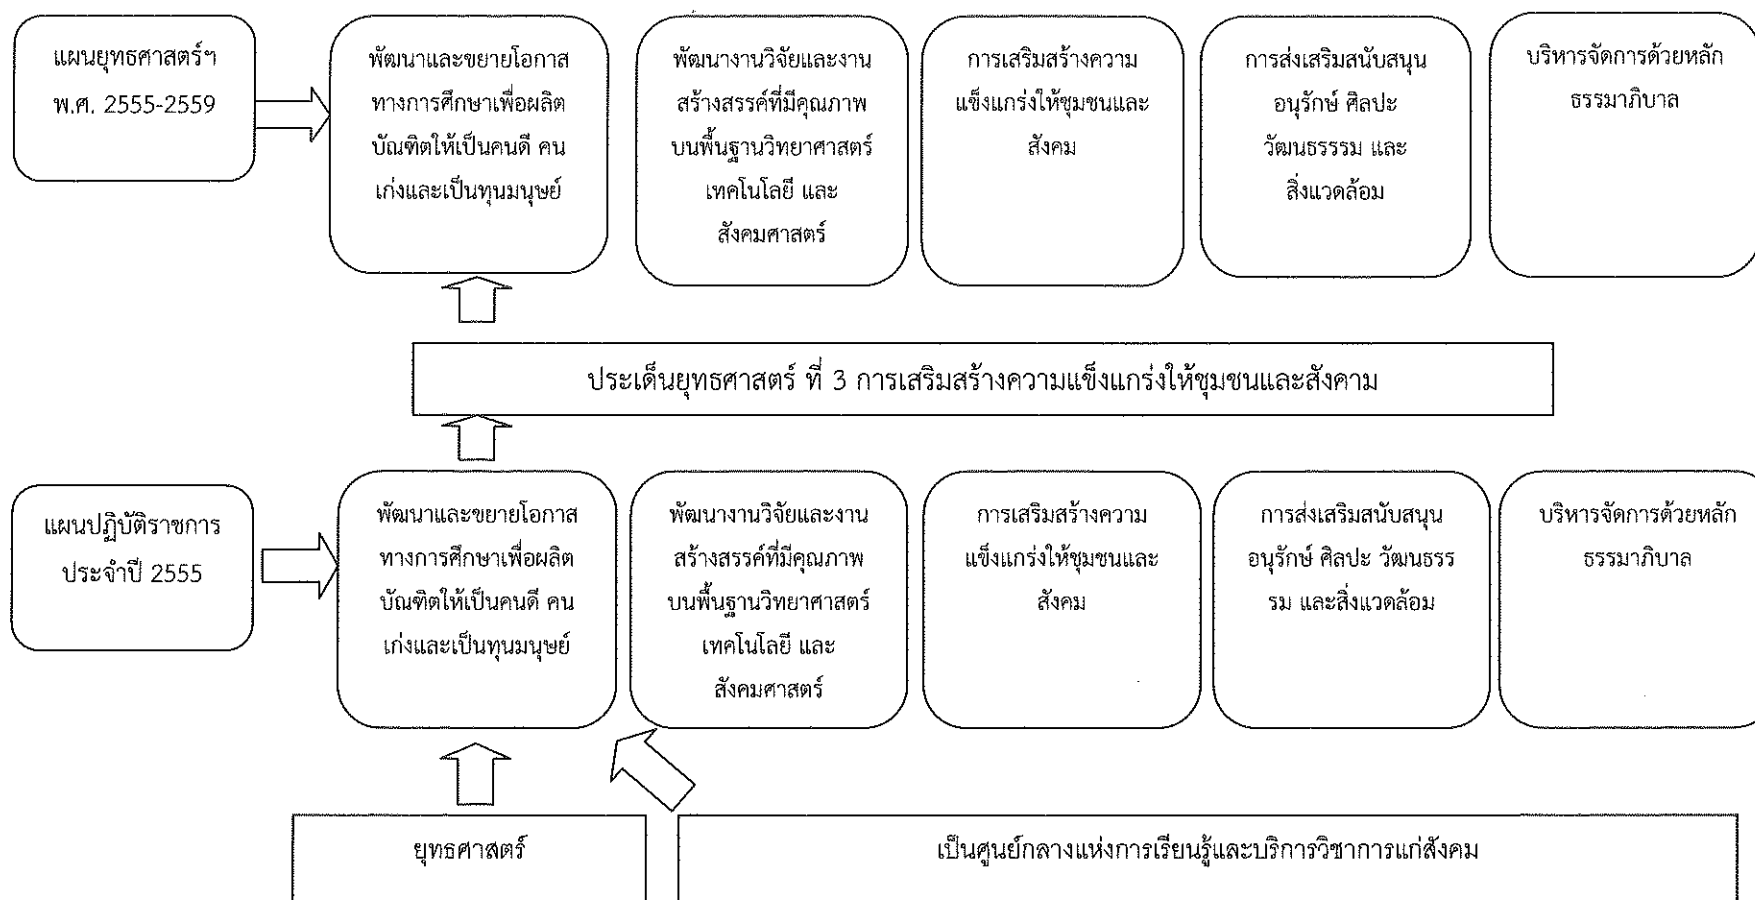 แผนยุทธศาสตร์ฯ
พ.ศ. 2555-2559
พัฒนาและขยายโอกาส
ทางการศึกษาเพื่อผลิต
บัณฑิตให้เป็นคนดี คน
เก่งและเป็นทุนมนุษย์
พัฒนางานวิจัยและงาน
สร้างสรรค์ที่มีคุณภาพ
บนพื้นฐานวิทยาศาสตร์
เทคโนโลยี และ
สังคมศาสตร์
การเสริมสร้างความ
แข็งแกร่งให้ชุมชนและ
สังคม
การส่งเสริมสนับสนุน
อนุรักษ์ ศิลปะ
วัฒนธรรรม และ
สิ่งแวดล้อม
บริหารจัดการด้วยหลัก
ธรรมาภิบาล
ประเด็นยุทธศาสตร์ ที่ 3 การเสริมสร้างความแข็งแกร่งให้ชุมชนและสังคาม
แผนปฏิบัติราชการ
ประจำปี 2555
พัฒนาและขยายโอกาส
ทางการศึกษาเพื่อผลิต
บัณฑิตให้เป็นคนดี คน
เก่งและเป็นทุนมนุษย์
พัฒนางานวิจัยและงาน
สร้างสรรค์ที่มีคุณภาพ
บนพื้นฐานวิทยาศาสตร์
เทคโนโลยี และ
สังคมศาสตร์
การเสริมสร้างความ
แข็งแกร่งให้ชุมชนและ
สังคม
การส่งเสริมสนับสนุน
อนุรักษ์ ศิลปะ วัฒนธรร
รม และสิ่งแวดล้อม
บริหารจัดการด้วยหลัก
ธรรมาภิบาล
ยุทธศาสตร์
เป็นศูนย์กลางแห่งการเรียนรู้และบริการวิชาการแก่สังคม